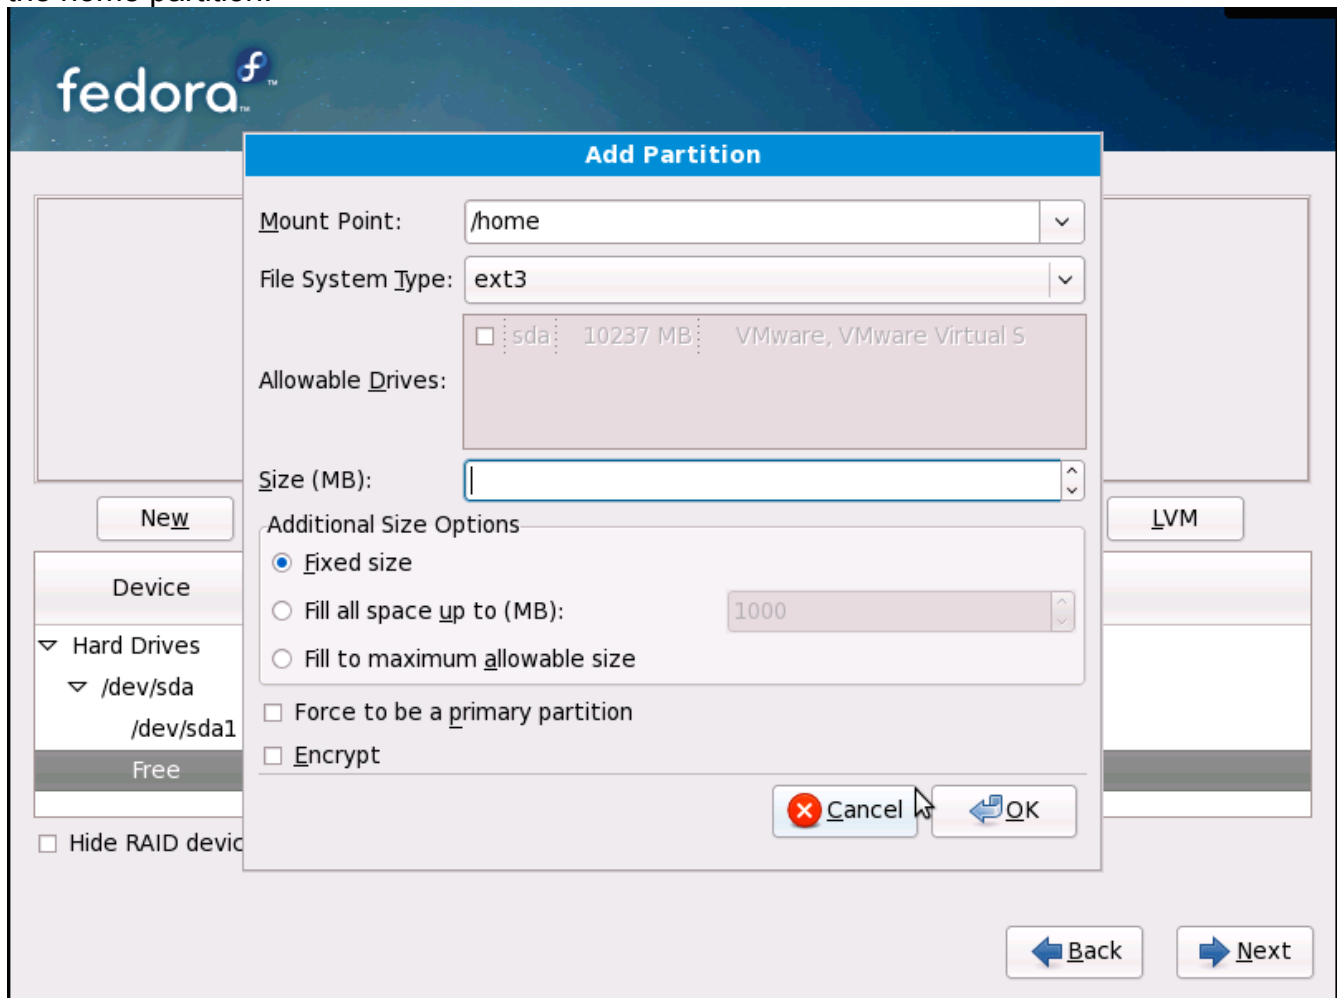 the home partition.
fedora
Add Partition
Mount Point: /home
File System Type: ext3
sda 10237 MB VMware, VMware Virtual S
Allowable Drives:
Size (MB):
New
LVM
Additional Size Options
Fixed size
Device
Fill all space up to (MB): 1000
Hard Drives
Fill to maximum allowable size
/dev/sda
Force to be a primary partition
/dev/sda1
Encrypt
Free
Cancel
OK
Hide RAID devic
Back
Next